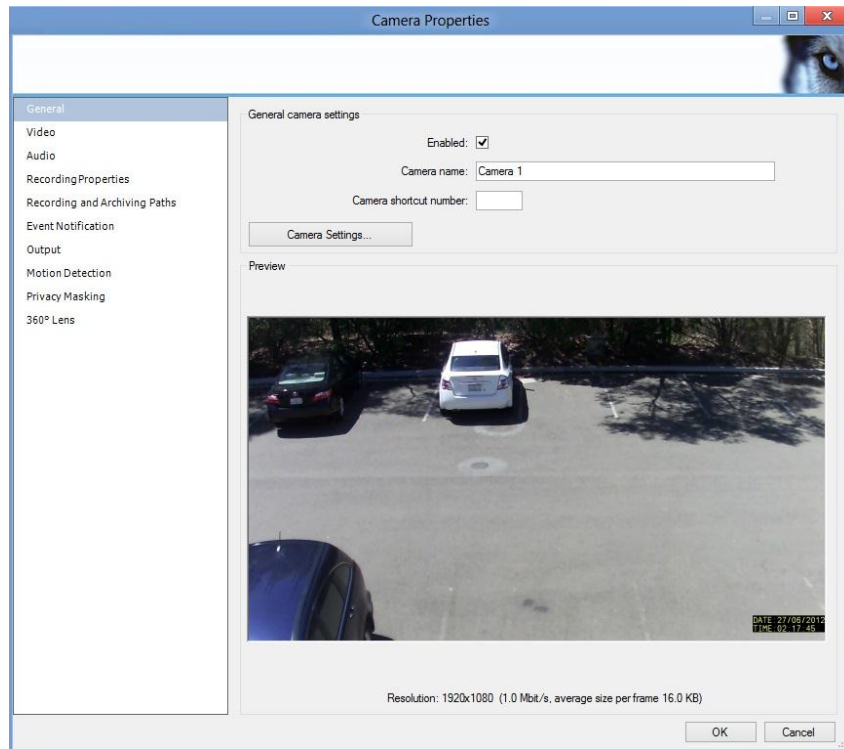 Camera Properties
General
Video
Audio
Recording Properties
Recording and Archiving Paths
Event Notification
Output
Motion Detection
Privacy Masking
360° Lens
General camera settings
Enabled:
Camera name: Camera 1
Camera shortcut number:
Camera Settings...
Preview
DATE:27/06/2012
TIME:02:17:45
Resolution: 1920x1080 (1.0 Mbit/s, average size per frame 16.0 KB)
OK Cancel